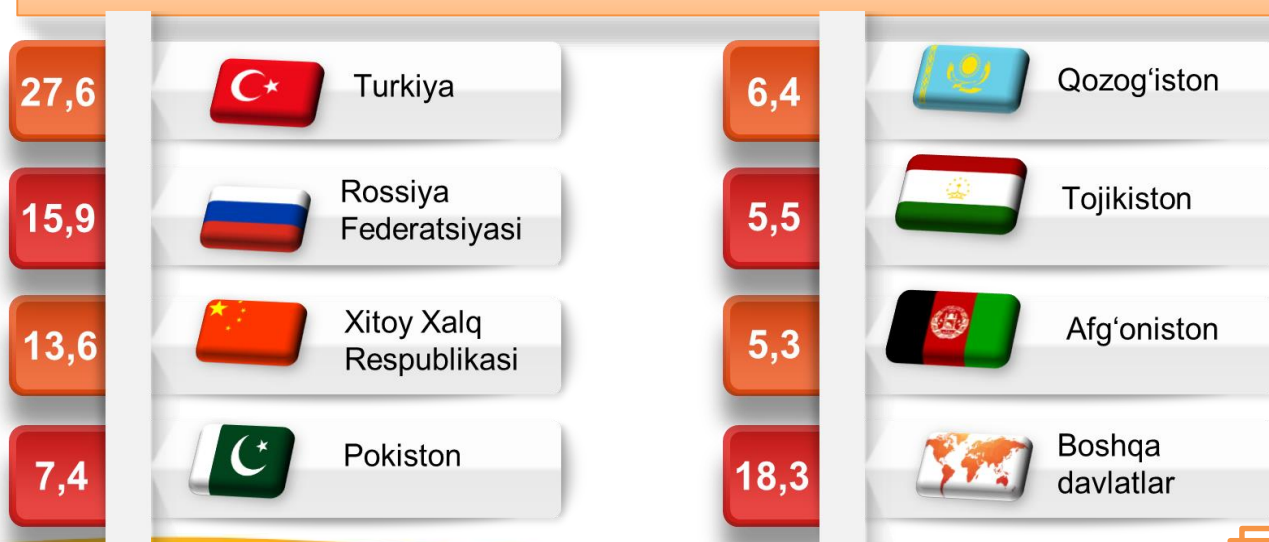 27,6
Turkiya
15,9
Rossiya
Federatsiyasi
13,6
Xitoy Xalq
Respublikasi
7,4
Pokiston
6,4
Qozog‘iston
5,5
Tojikiston
5,3
Afg‘oniston
18,3
Boshqa
davlatlar